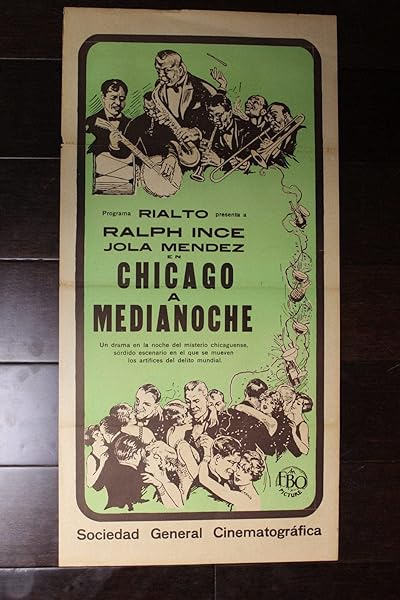 Programa RIALTO presenta a
RALPH INCE
JOLA MENDEZ
EN
CHICAGO
A
MEDIANOCHE
Un drama en la noche del misterio chicaguense,
sórdido escenario en el que se mueven
los artífices del delito mundial.
FBO
PICTURE
Sociedad General Cinematográfica